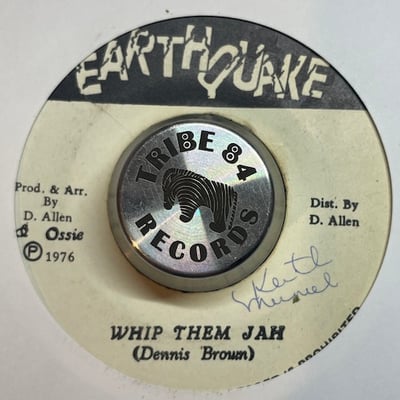 EARTHQUAKE
TRIBE 84
RECORDS
Prod. & Arr.
By
D. Allen
& Ossie
Ⓟ 1976
Dist. By
D. Allen
Keith
WHIP THEM JAH
(Dennis Brown)
PROHIBITED